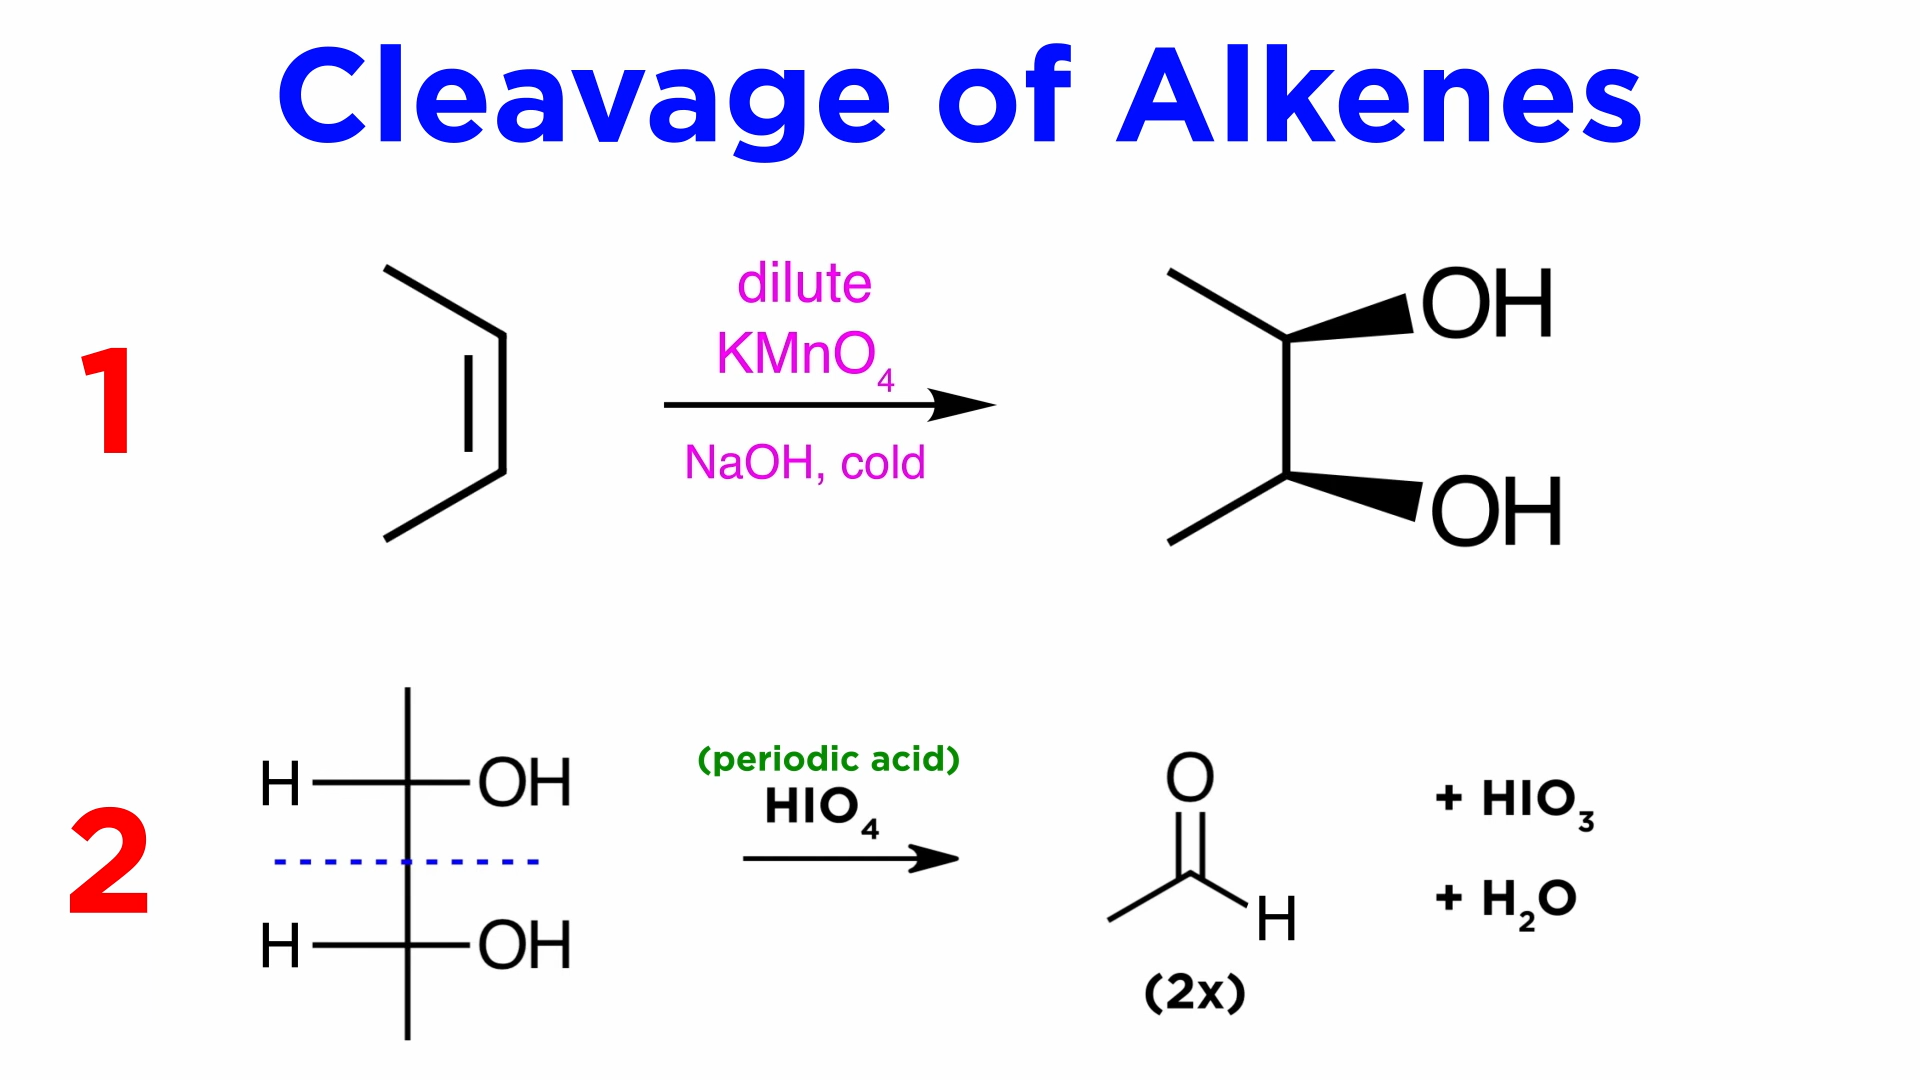 Cleavage of Alkenes
1
dilute
KMnO₄
NaOH, cold
OH
OH
2
H OH
H OH
(periodic acid)
HIO₄
O
H
(2x)
+ HIO₃
+ H₂O